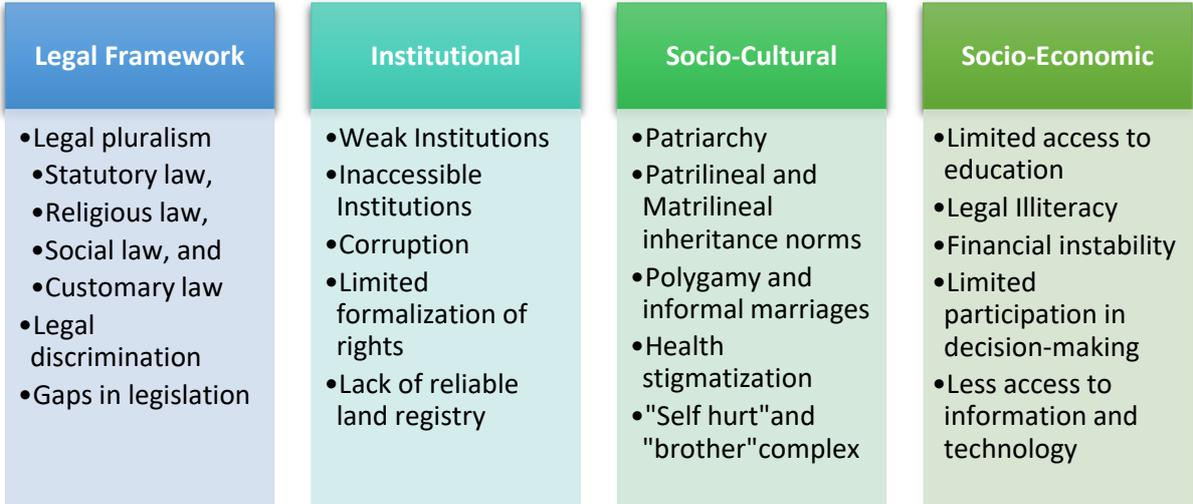 Legal Framework
•Legal pluralism
•Statutory law,
•Religious law,
•Social law, and
•Customary law
•Legal
discrimination
•Gaps in legislation
Institutional
•Weak Institutions
•Inaccessible
Institutions
•Corruption
•Limited
formalization of
rights
•Lack of reliable
land registry
Socio-Cultural
•Patriarchy
•Patrilineal and
Matrilineal
inheritance norms
•Polygamy and
informal marriages
•Health
stigmatization
•"Self hurt"and
"brother"complex
Socio-Economic
•Limited access to
education
•Legal Illiteracy
•Financial instability
•Limited
participation in
decision-making
•Less access to
information and
technology